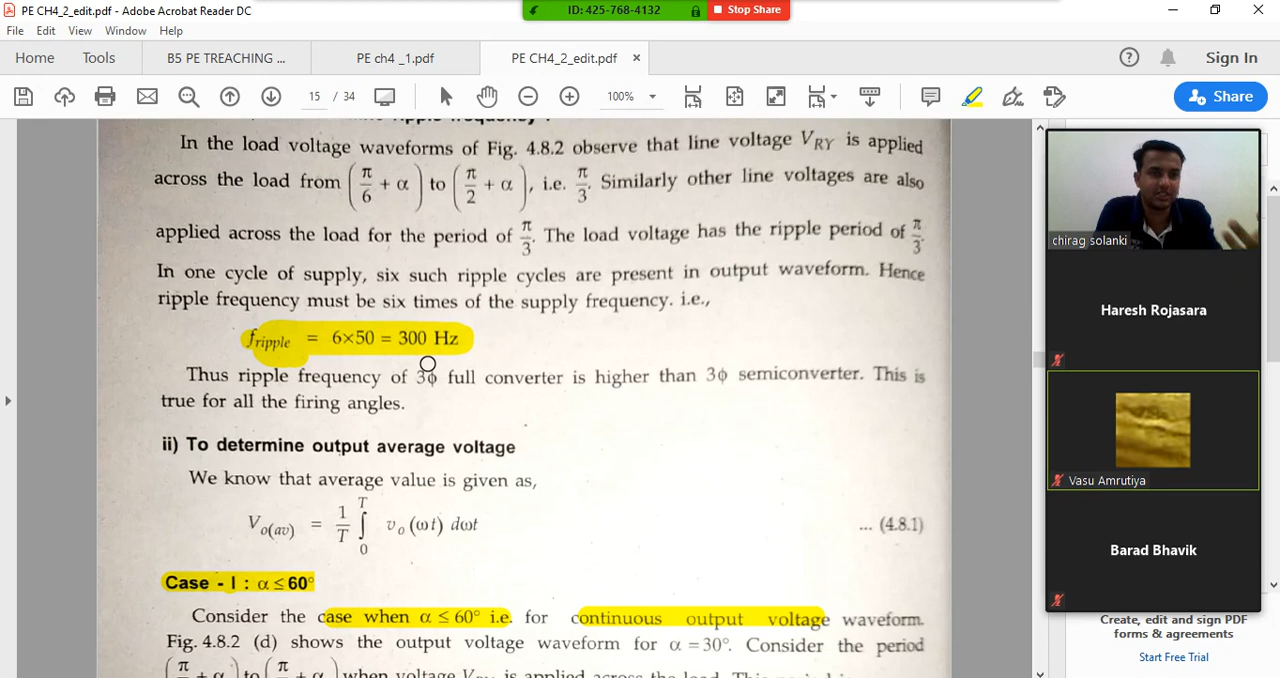 PE CH4_2_edit.pdf - Adobe Acrobat Reader DC
ID: 425-768-4132
Stop Share
File Edit View Window Help
Home Tools B5 PE TREACHING ... PE ch4 _1.pdf PE CH4_2_edit.pdf × Sign In
15 / 34 100% Share
In the load voltage waveforms of Fig. 4.8.2 observe that line voltage V_RY is applied
across the load from (π/6 + α) to (π/2 + α), i.e. π/3. Similarly other line voltages are also
applied across the load for the period of π/3. The load voltage has the ripple period of π/3.
In one cycle of supply, six such ripple cycles are present in output waveform. Hence
ripple frequency must be six times of the supply frequency. i.e.,
f_ripple = 6×50 = 300 Hz
Thus ripple frequency of 3ϕ full converter is higher than 3ϕ semiconverter. This is
true for all the firing angles.
ii) To determine output average voltage
We know that average value is given as,
V_o(av) = 1/T ∫_0^T v_o (ωt) dωt ... (4.8.1)
Case - I : α ≤ 60°
Consider the case when α ≤ 60° i.e. for continuous output voltage waveform.
Fig. 4.8.2 (d) shows the output voltage waveform for α = 30°. Consider the period
chirag solanki
Haresh Rojasara
Vasu Amrutiya
Barad Bhavik
Create, edit and sign PDF
forms & agreements
Start Free Trial